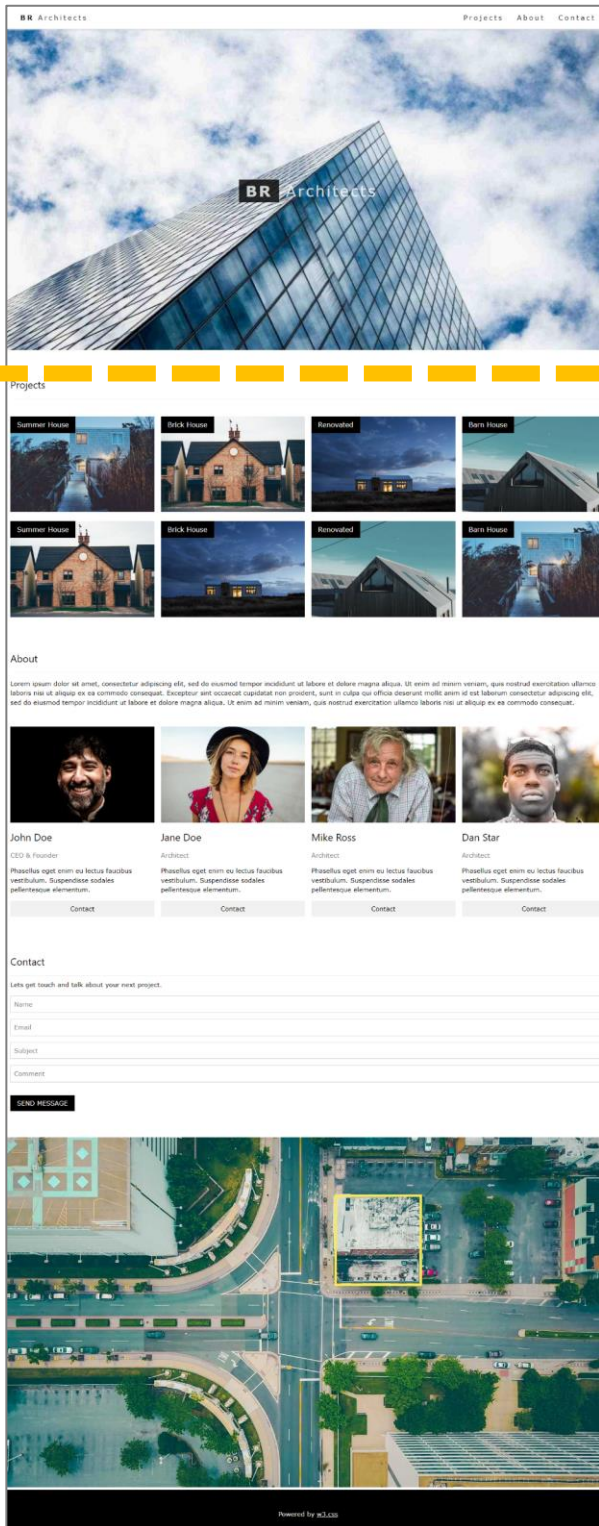 BR Architects
Projects About Contact
BR Architects
Projects
Summer House Brick House Renovated Barn House
Summer House Brick House Renovated Barn House
About
Lorem ipsum dolor sit amet, consectetur adipiscing elit, sed do eiusmod tempor incididunt ut labore et dolore magna aliqua. Ut enim ad minim veniam, quis nostrud exercitation ullamco
laboris nisi ut aliquip ex ea commodo consequat. Excepteur sint occaecat cupidatat non proident, sunt in culpa qui officia deserunt mollit anim id est laborum consectetur adipiscing elit,
sed do eiusmod tempor incididunt ut labore et dolore magna aliqua. Ut enim ad minim veniam, quis nostrud exercitation ullamco laboris nisi ut aliquip ex ea commodo consequat.
John Doe
CEO & Founder
Phasellus eget enim eu lectus faucibus
vestibulum. Suspendisse sodales
pellentesque elementum.
Contact
Jane Doe
Architect
Phasellus eget enim eu lectus faucibus
vestibulum. Suspendisse sodales
pellentesque elementum.
Contact
Mike Ross
Architect
Phasellus eget enim eu lectus faucibus
vestibulum. Suspendisse sodales
pellentesque elementum.
Contact
Dan Star
Architect
Phasellus eget enim eu lectus faucibus
vestibulum. Suspendisse sodales
pellentesque elementum.
Contact
Contact
Lets get touch and talk about your next project.
Name
Email
Subject
Comment
SEND MESSAGE
Powered by w3.css